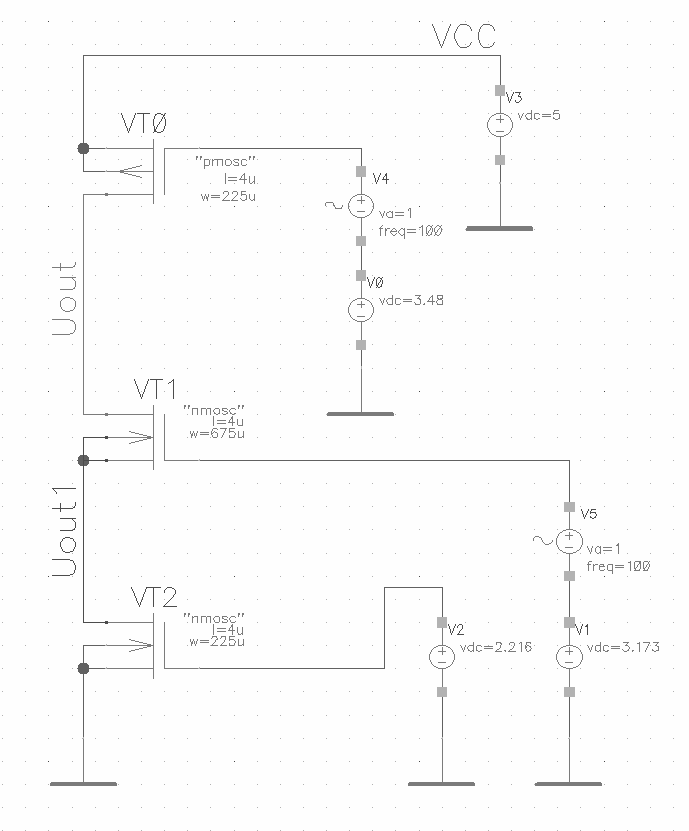 VCC
V3
vdc=5
VT0
"pmosc"
l=4u
w=225u
V4
va=1
freq=100
V0
vdc=3.48
Uout
VT1
"nmosc"
l=4u
w=675u
Uout1
V5
va=1
freq=100
VT2
"nmosc"
l=4u
w=225u
V2
vdc=2.216
V1
vdc=3.173